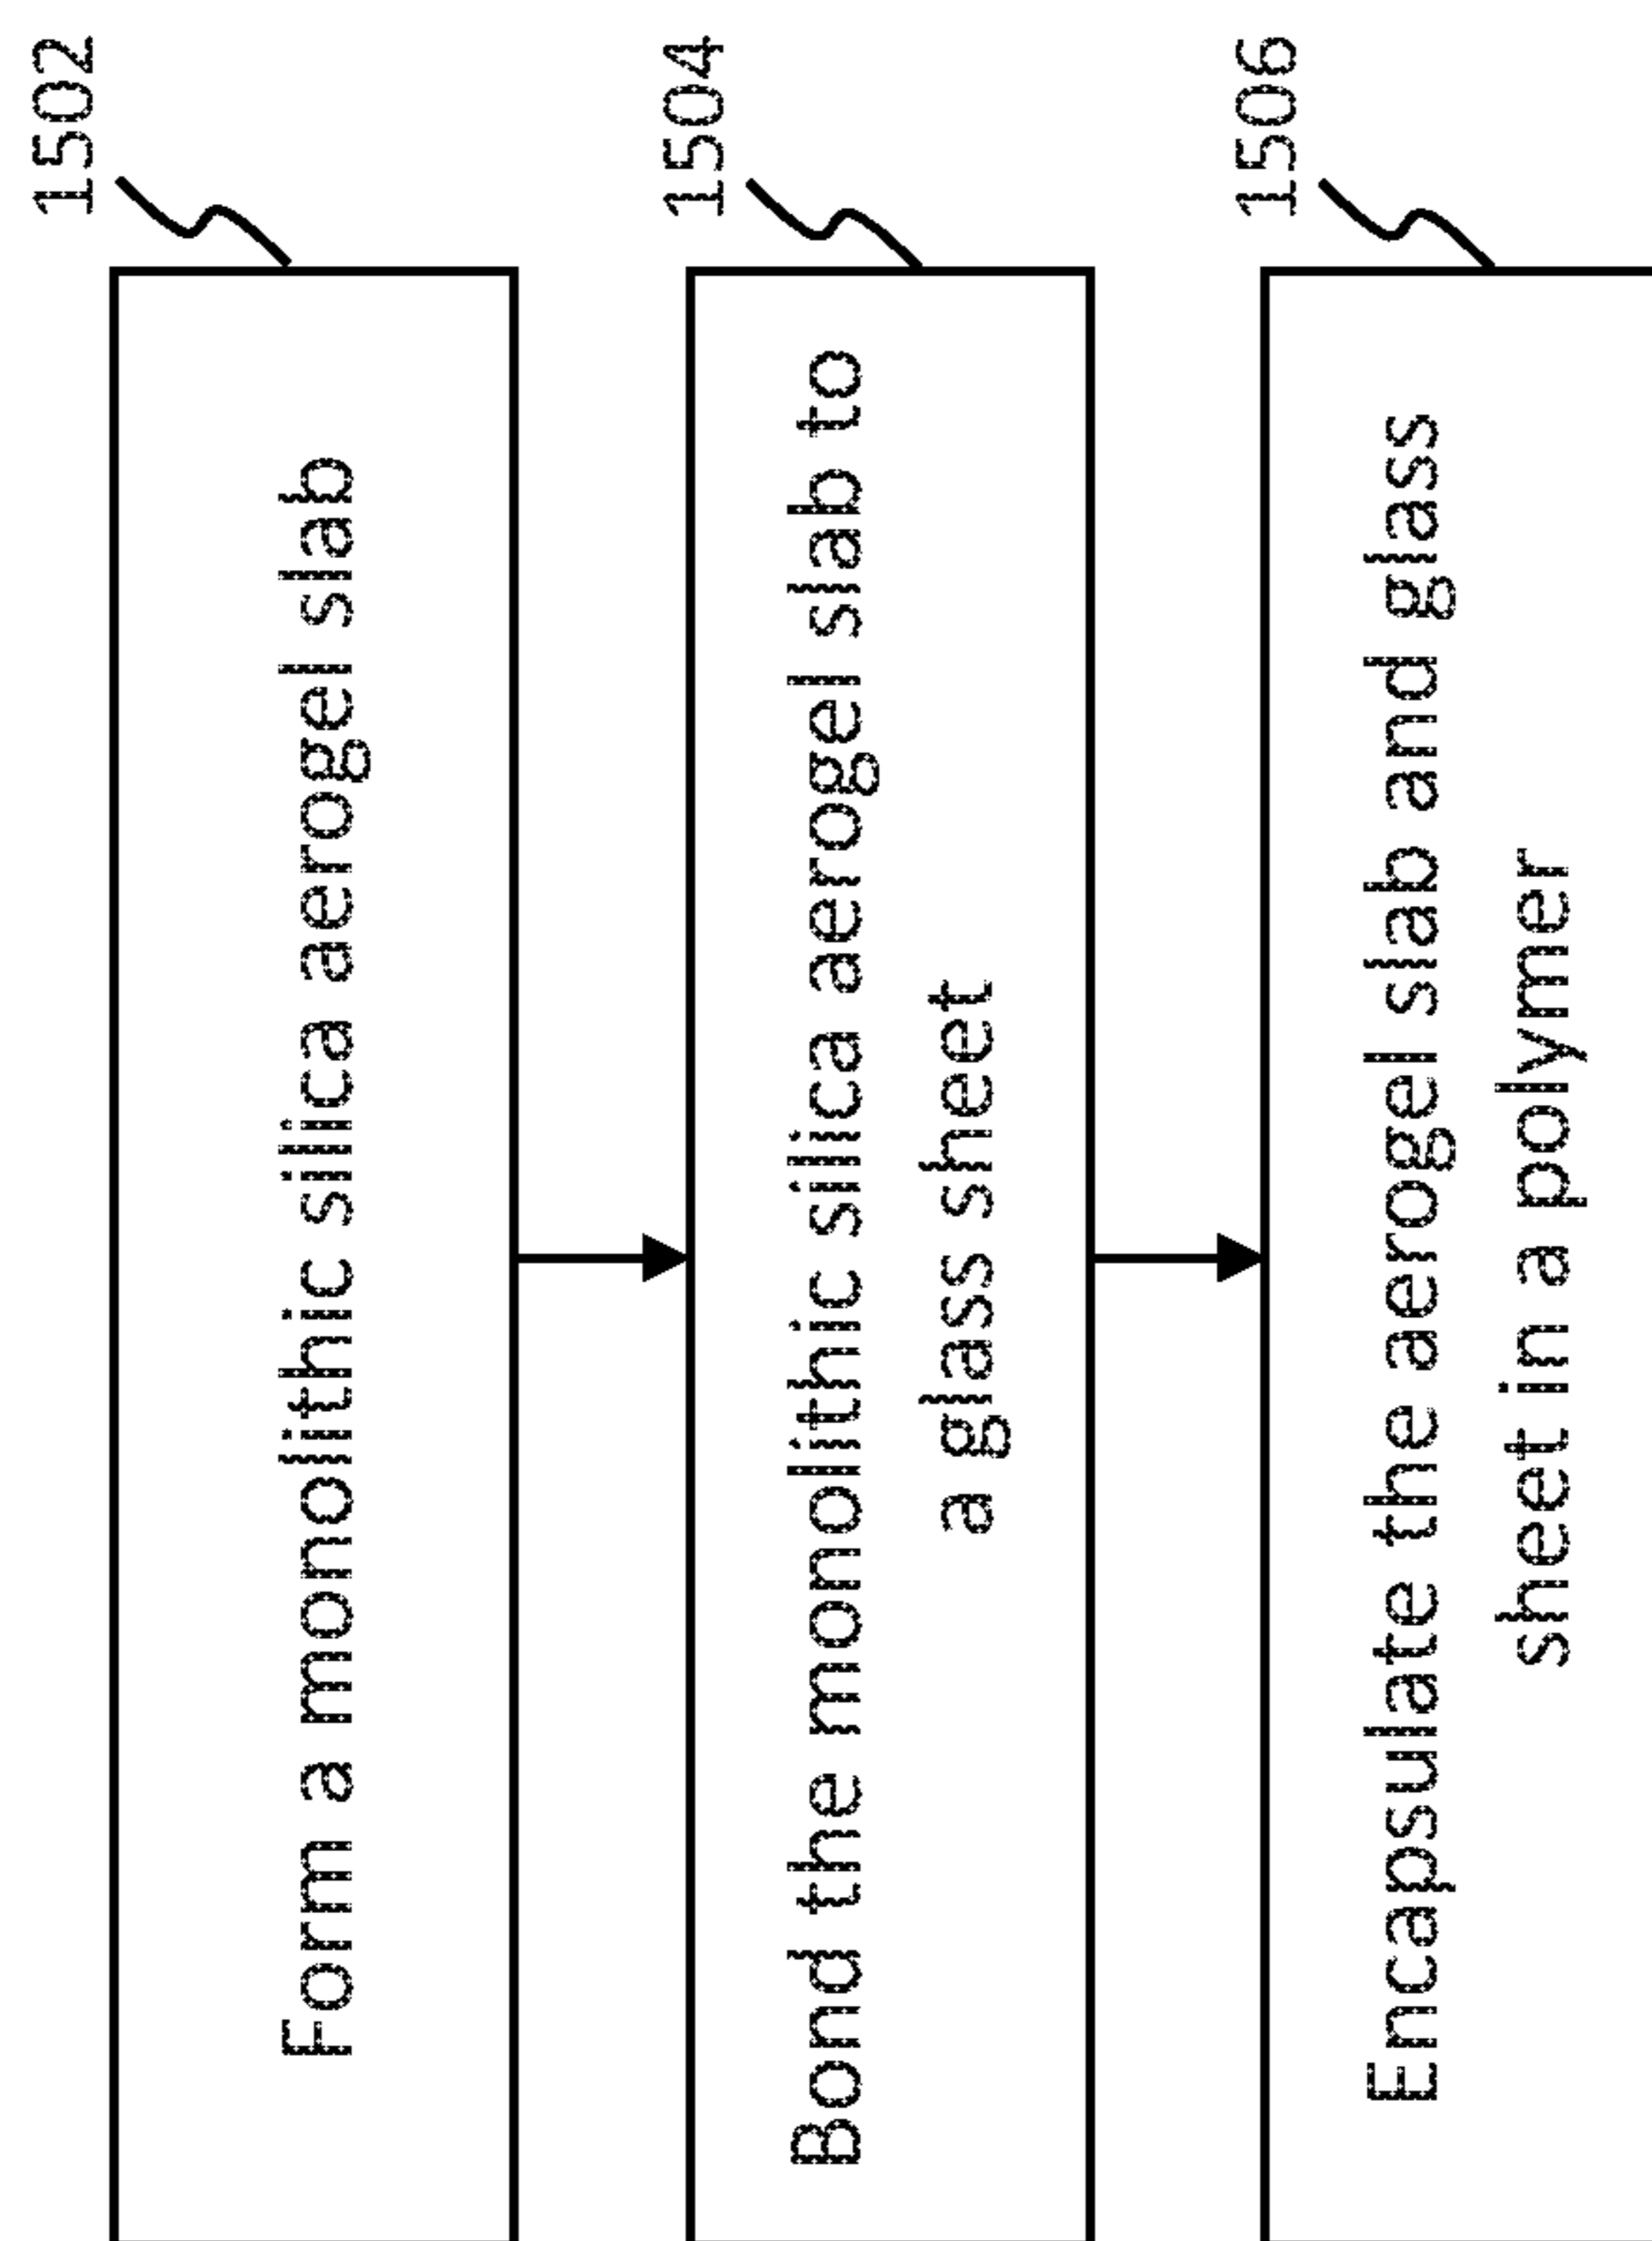 1502
Form a monolithic silica aerogel slab
1504
Bond the monolithic silica aerogel slab to
a glass sheet
1506
Encapsulate the aerogel slab and glass
sheet in a polymer